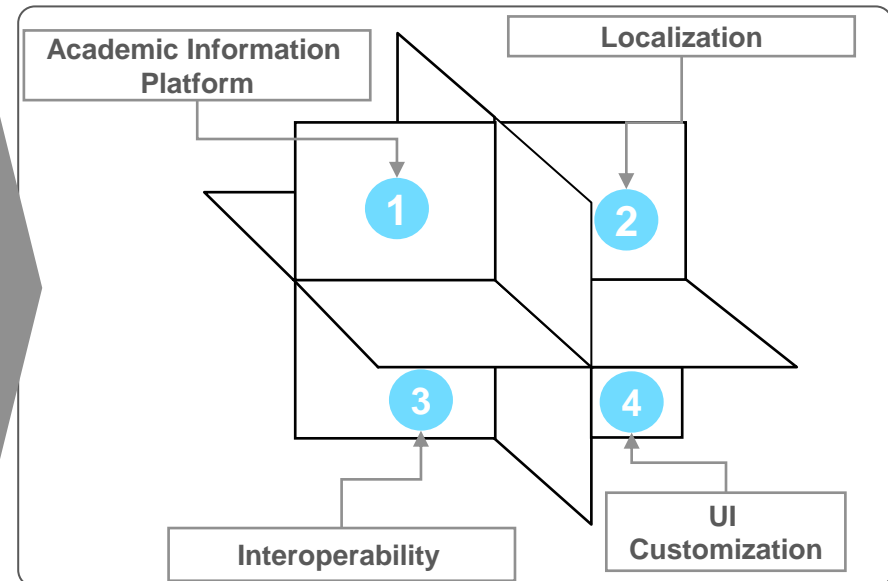 Academic Information
Platform
Localization
1
2
3
4
Interoperability
UI
Customization